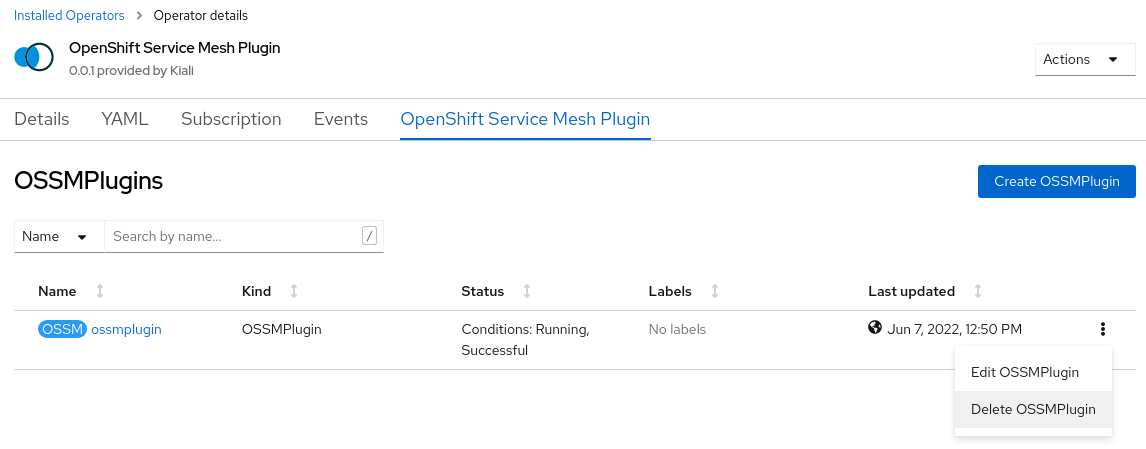 Installed Operators > Operator details
OpenShift Service Mesh Plugin
0.0.1 provided by Kiali
Actions
Details YAML Subscription Events OpenShift Service Mesh Plugin
OSSMPlugins
Create OSSMPlugin
Name Search by name... /
Name Kind Status Labels Last updated
OSSM ossmplugin OSSMPlugin Conditions: Running, No labels Jun 7, 2022, 12:50 PM
Successful
Edit OSSMPlugin
Delete OSSMPlugin